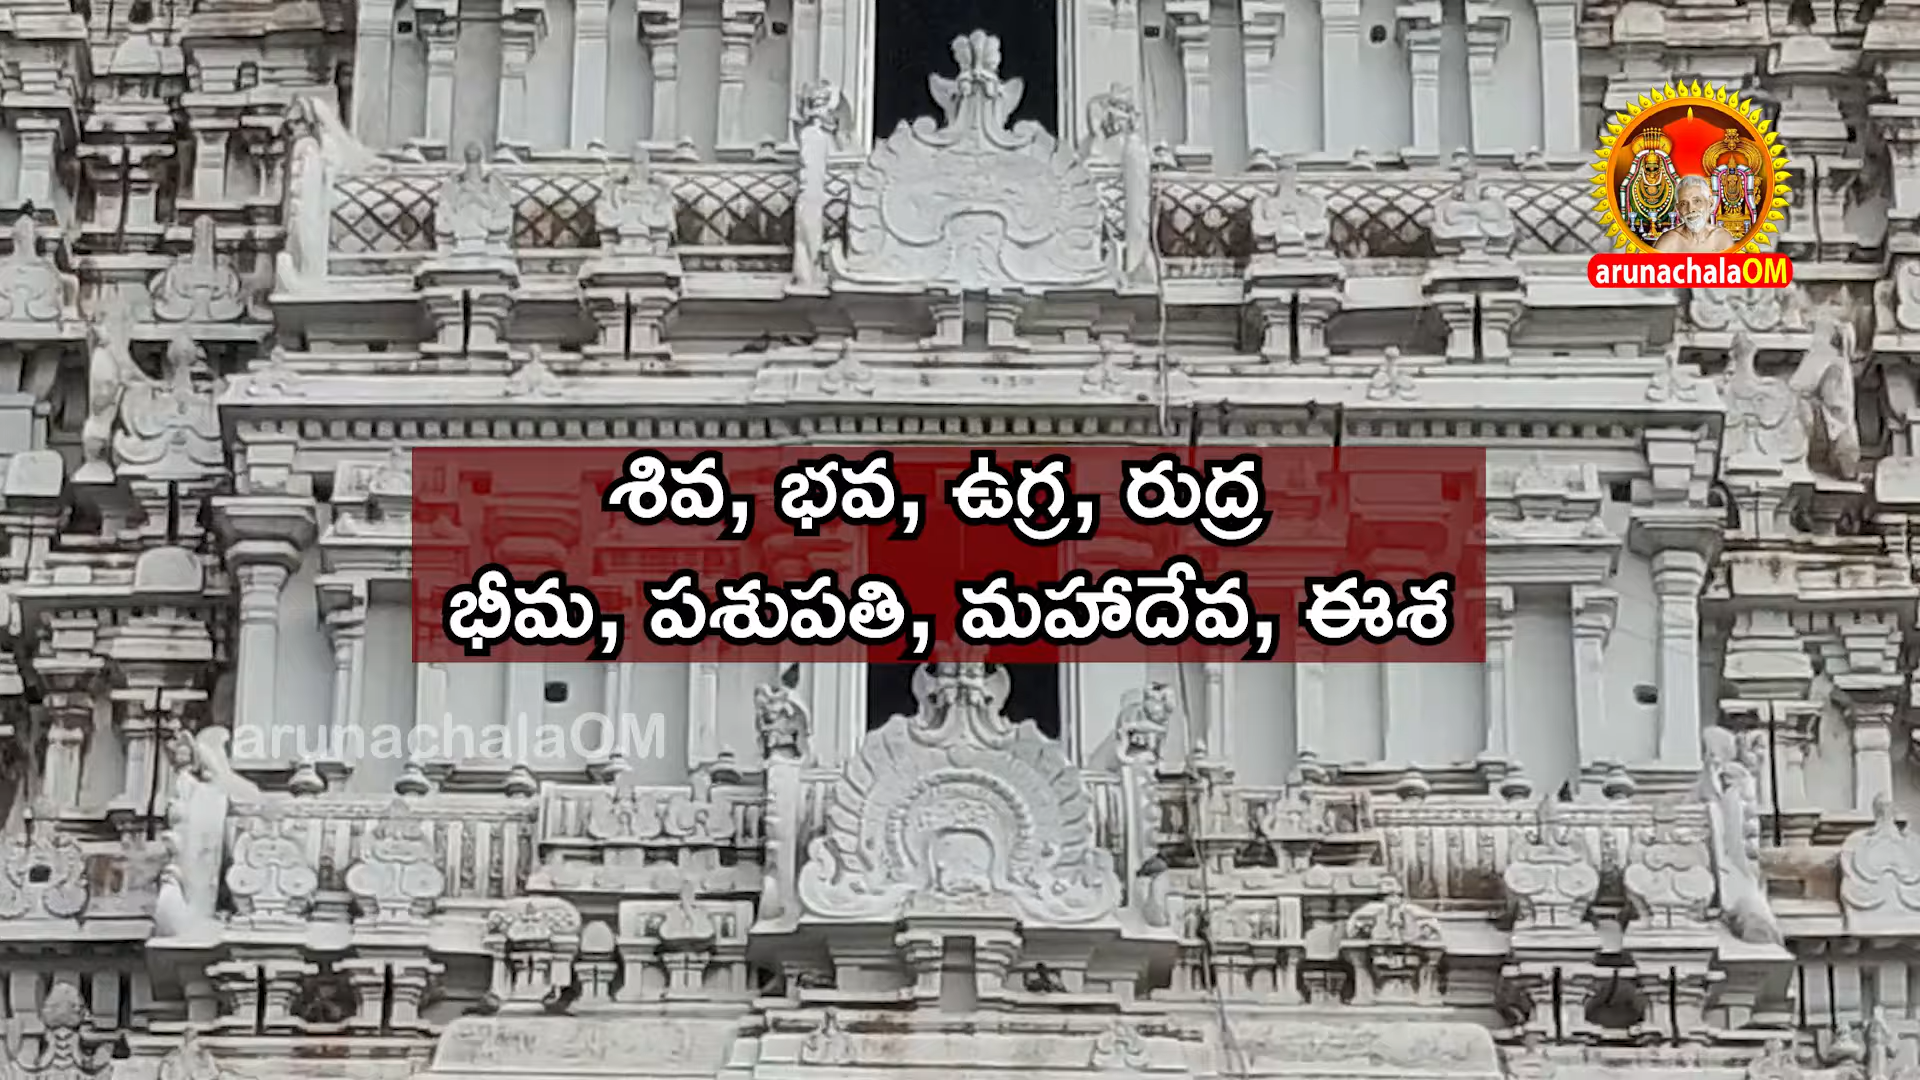 arunachalaOM
శివ, భవ, ఉగ్ర, రుద్ర
భీమ, పశుపతి, మహాదేవ, ఈశ
arunachalaOM